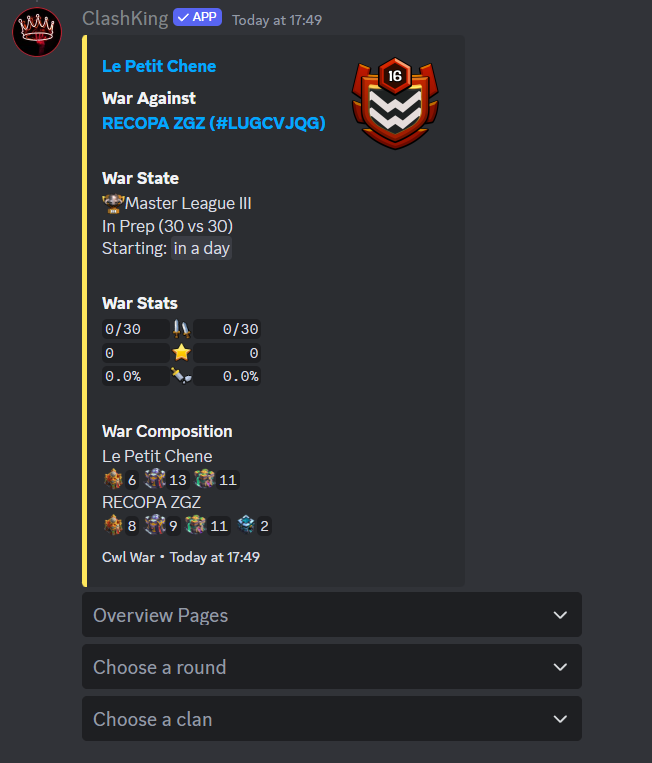 ClashKing APP Today at 17:49
Le Petit Chene
16
War Against
RECOPA ZGZ (#LUGCVJQG)
War State
Master League III
In Prep (30 vs 30)
Starting: in a day
War Stats
0/30 0/30
0 0
0.0% 0.0%
War Composition
Le Petit Chene
6 13 11
RECOPA ZGZ
8 9 11 2
Cwl War • Today at 17:49
Overview Pages
Choose a round
Choose a clan